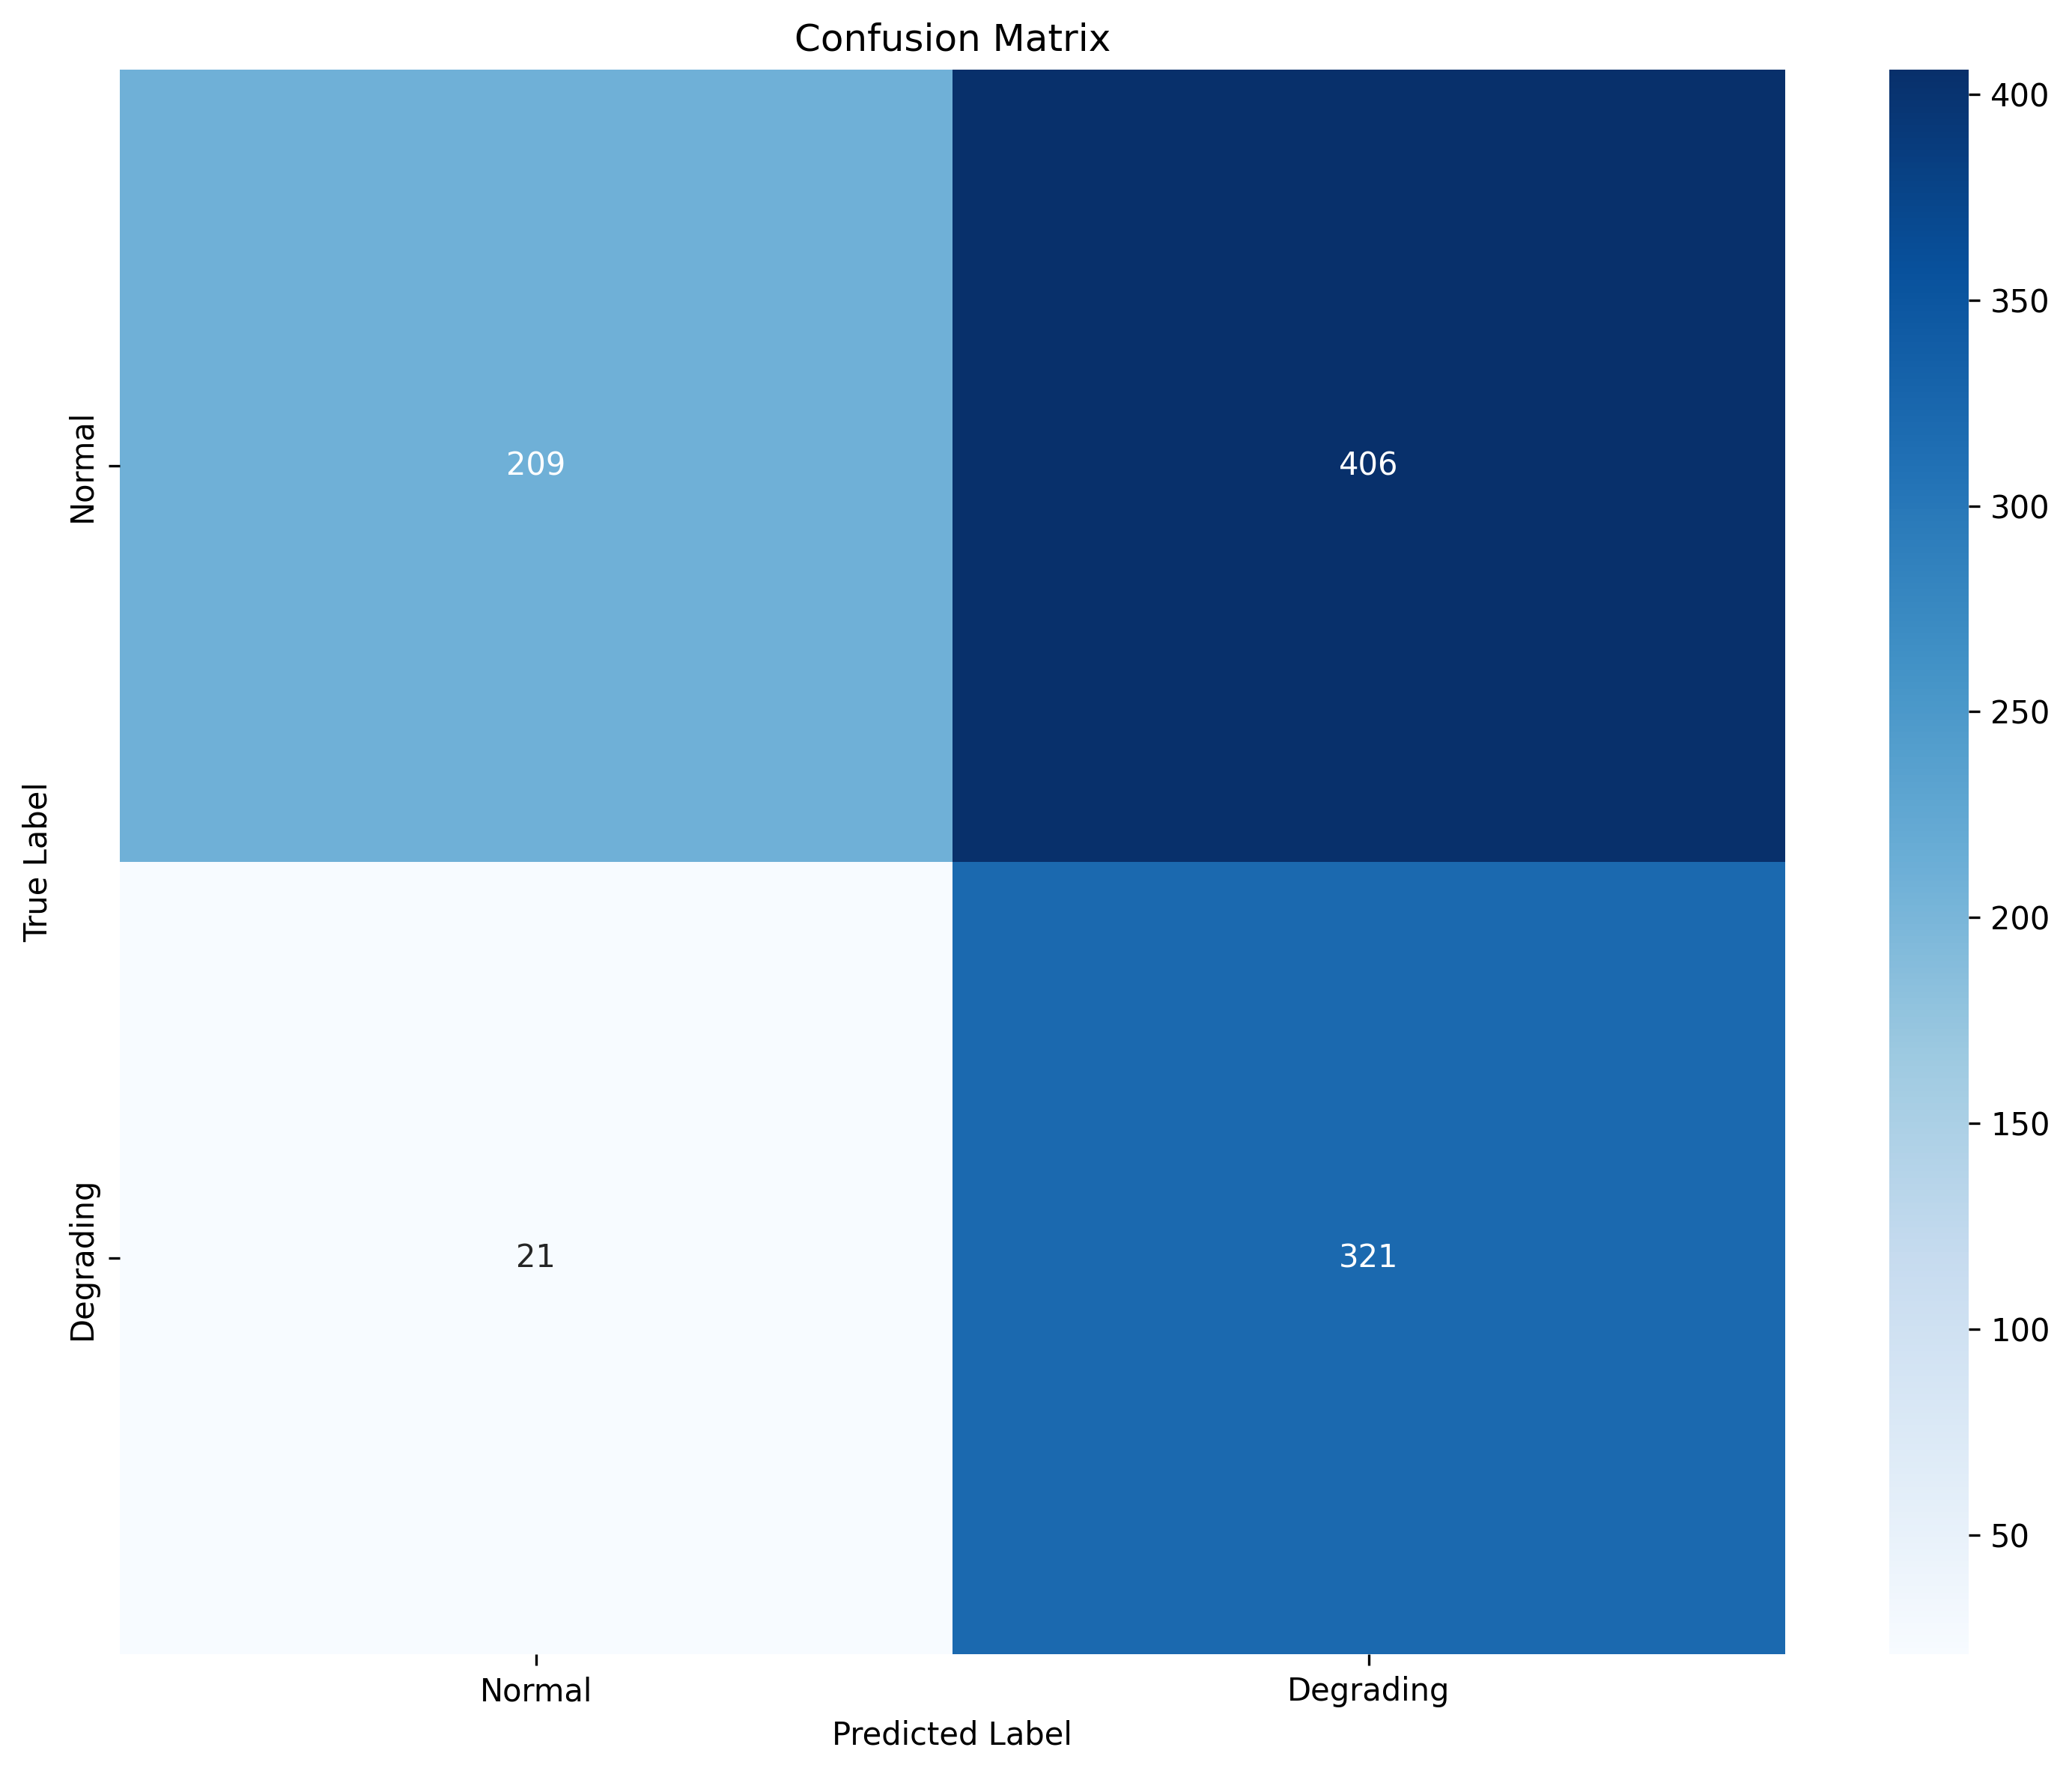 Confusion Matrix
True Label
Normal
Degrading
209
406
21
321
Normal
Degrading
Predicted Label
400
350
300
250
200
150
100
50